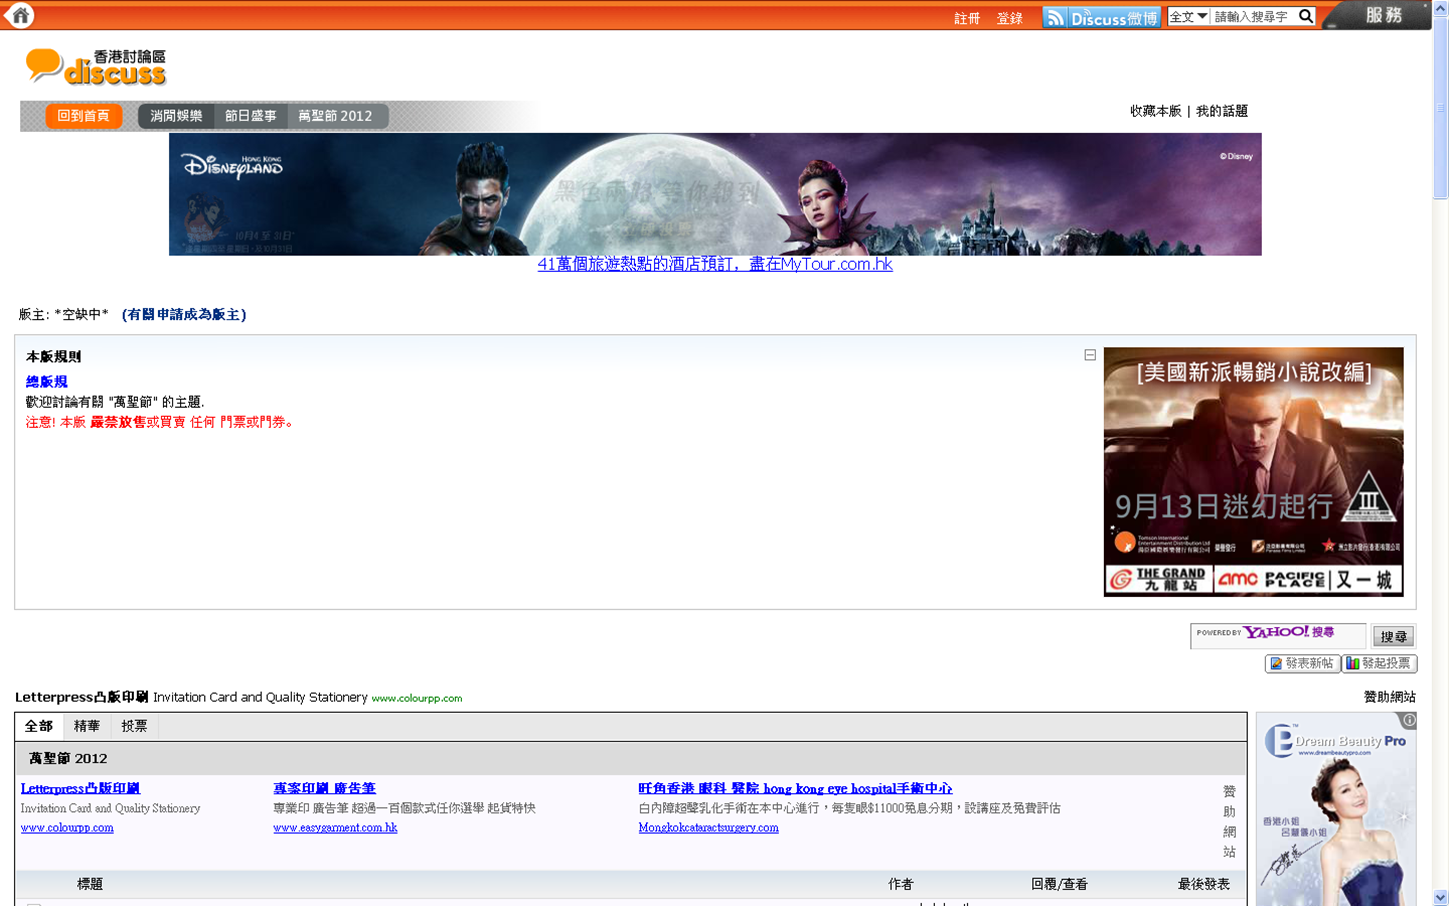 註冊 登錄 Discuss微博 全文 請輸入搜尋字 服務
香港討論區
discuss
回到首頁 消閒娛樂 節日盛事 萬聖節 2012
收藏本版 | 我的話題
HONG KONG
DISNEYLAND
© Disney
10月4 至 31日
41萬個旅遊熱點的酒店預訂，盡在MyTour.com.hk
版主: *空缺中* (有關申請成為版主)
本版規則
總版規
歡迎討論有關 "萬聖節" 的主題.
注意! 本版 嚴禁放售或買賣 任何 門票或門券。
[美國新派暢銷小說改編]
9月13日迷幻起行
III
THE GRAND 九龍站 AMC PACIFIC PLACE 又一城
POWERED BY YAHOO! 搜尋 搜尋
發表新帖 發起投票
Letterpress凸版印刷 Invitation Card and Quality Stationery www.colourpp.com
贊助網站
全部 精華 投票
萬聖節 2012
Letterpress凸版印刷
Invitation Card and Quality Stationery
www.colourpp.com
專業印刷 廣告筆
專業印 廣告筆 超過一百個款式任你選舉 起貨特快
www.easygarment.com.hk
旺角香港 眼科 醫院 hong kong eye hospital手術中心
白內障超聲乳化手術在本中心進行，每隻眼$11000免息分期，設講座及免費評估
Mongkokcataractsurgery.com
贊助網站
Dream Beauty Pro
www.dreambeautypro.com
香港小姐
呂慧儀小姐
標題 作者 回覆/查看 最後發表